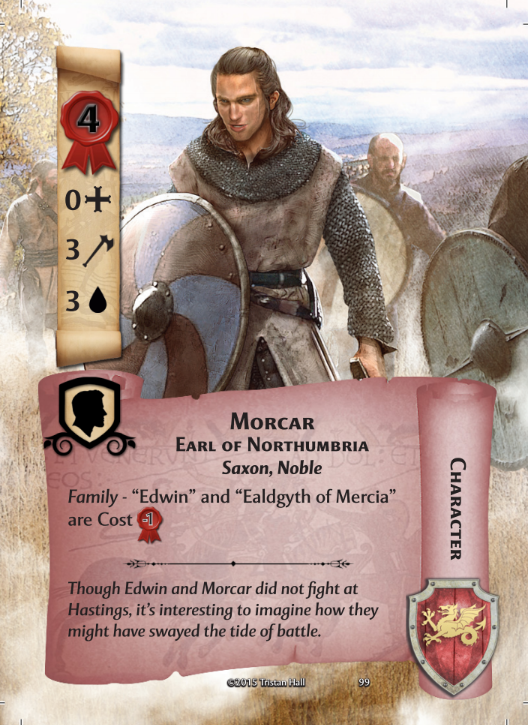 4
0
3
3
Morcar
Earl of Northumbria
Saxon, Noble
Family - “Edwin” and “Ealdgyth of Mercia”
are Cost -1
Character
Though Edwin and Morcar did not fight at
Hastings, it’s interesting to imagine how they
might have swayed the tide of battle.
©2015 Tristan Hall 99